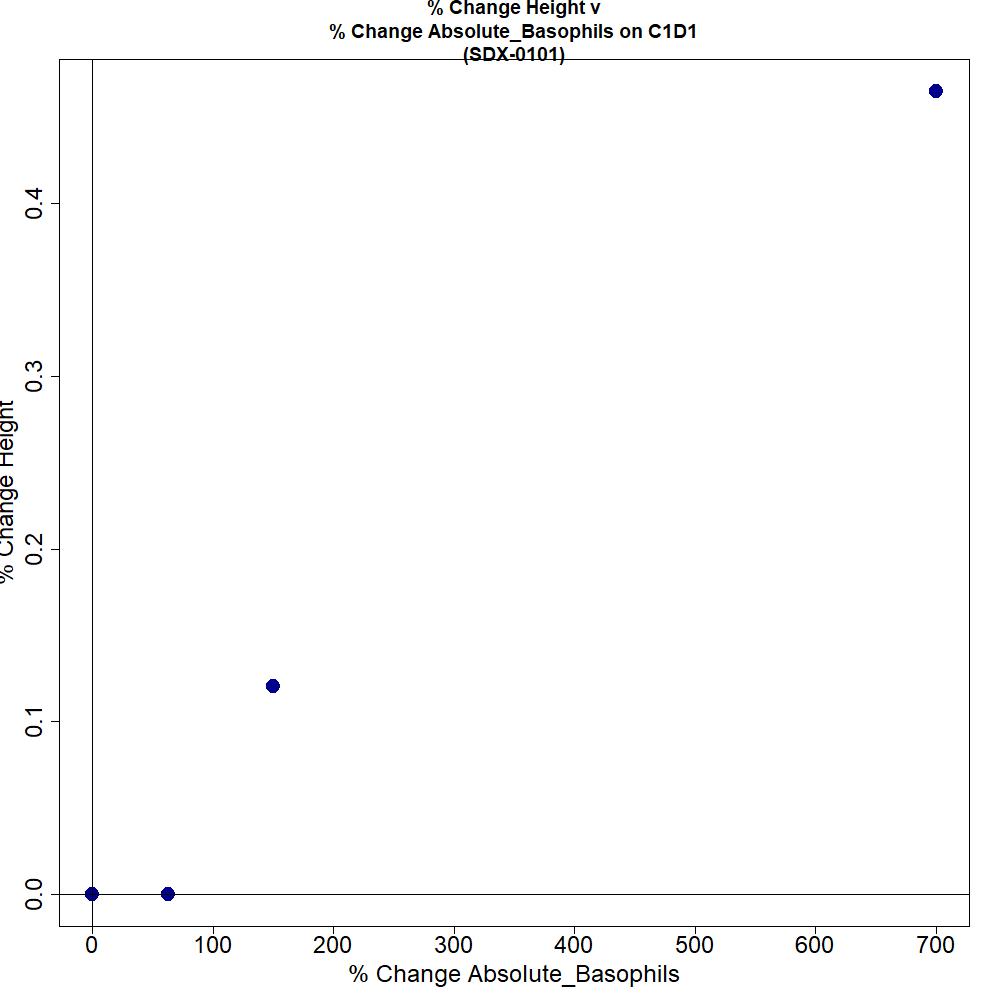 % Change Height v
% Change Absolute_Basophils on C1D1
(SDX-0101)
% Change Height
0.4
0.3
0.2
0.1
0.0
0 100 200 300 400 500 600 700
% Change Absolute_Basophils